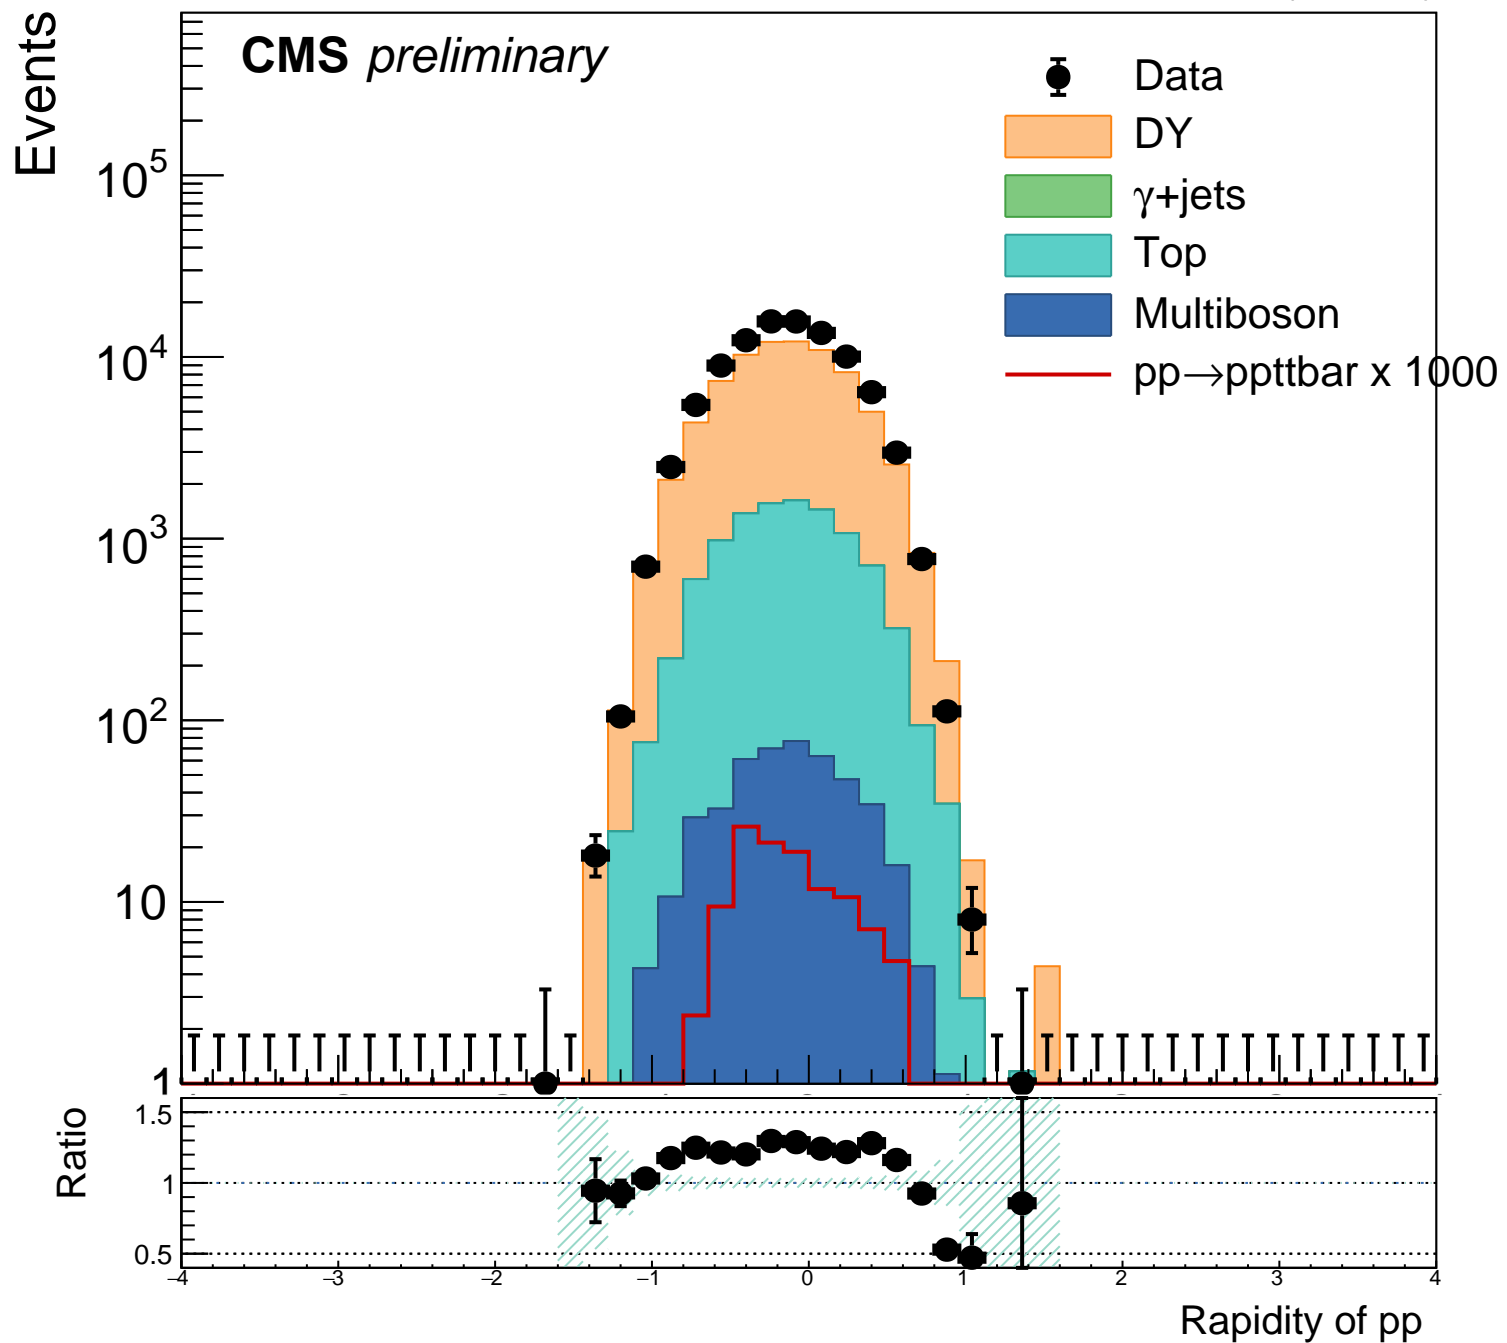 CMS preliminary
Events
Data
DY
γ+jets
Top
Multiboson
pp→ppttbar x 1000
10^5
10^4
10^3
10^2
10
1
Ratio
1.5
1
0.5
−4 −3 −2 −1 0 1 2 3 4
Rapidity of pp